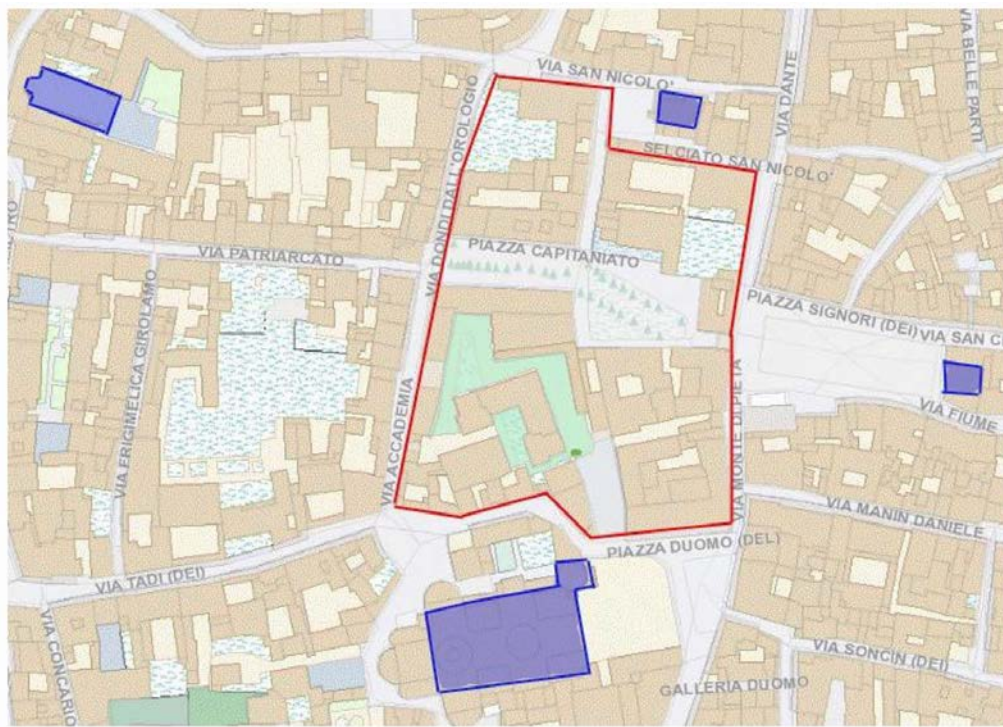 VIA SAN NICOLO'
VIA DANTE
VIA BELLE PARTI
SELCIATO SAN NICOLO'
VIA DONDI DALL'OROLOGIO
PIAZZA CAPITANIATO
VIA PATRIARCATO
VIA ERIGIMELICA GIROLAMO
PIAZZA SIGNORI (DEI)
VIA SAN
VIA FIUME
VIA ACCADEMIA
VIA MONTE DI PIETA'
VIA MANIN DANIELE
PIAZZA DUOMO (DEL)
VIA TADI (DEI)
VIA CONCARIO
VIA SONCIN (DEI)
GALLERIA DUOMO